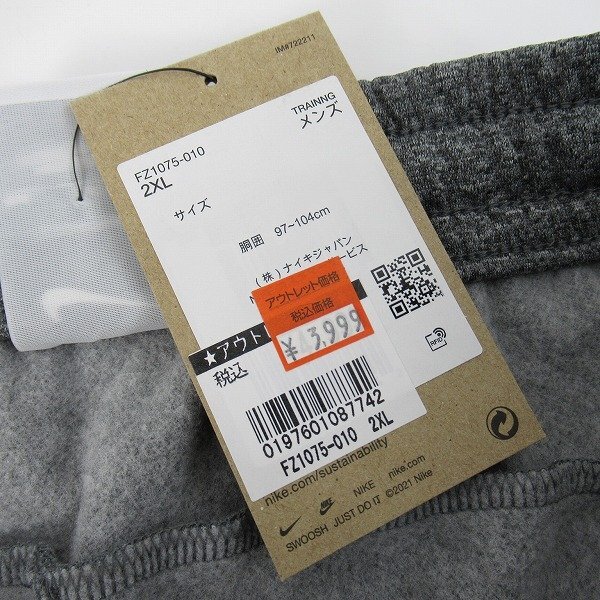 IM#722211
TRAINNG
メンズ
FZ1075-010
2XL
サイズ
胴囲 97~104cm
(株)ナイキジャパン
ービス
アウトレット価格
税込価格
¥3,999
★アウト
税込
RFID
0197601087742
FZ1075-010 2XL
nike.com/sustainability
NIKE nike.com
SWOOSH JUST DO IT ©2021 Nike